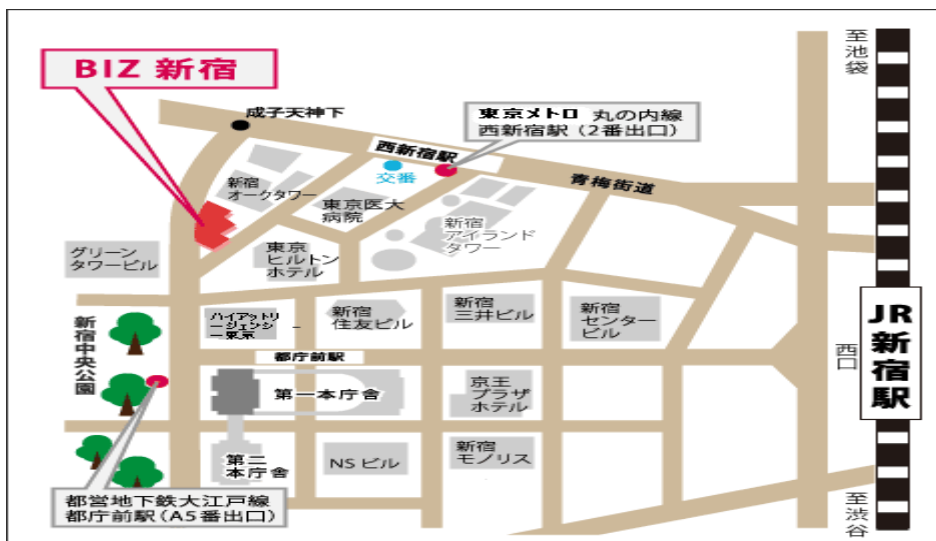 BIZ 新宿
成子天神下
東京メトロ 丸の内線
西新宿駅（2番出口）
西新宿駅
交番
青梅街道
至池袋
新宿
オークタワー
東京医大
病院
新宿
アイランド
タワー
グリーン
タワービル
東京
ヒルトン
ホテル
ハイアットリ
ージェンシ
ー東京
新宿
住友ビル
新宿
三井ビル
新宿
センター
ビル
新宿中央公園
都庁前駅
西口
JR新宿駅
第一本庁舎
京王
プラザ
ホテル
第二
本庁舎
NSビル
新宿
モノリス
都営地下鉄大江戸線
都庁前駅（A5番出口）
至渋谷